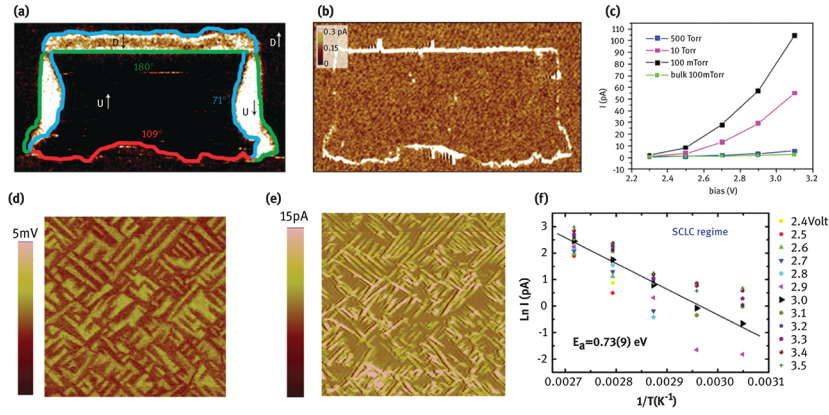 (a)
D↓
D↑
180°
U↑
71°
U↓
109°
(b)
0.3 pA
0.15
0
(c)
500 Torr
10 Torr
100 mTorr
bulk 100mTorr
I (pA)
110
100
90
80
70
60
50
40
30
20
10
0
-10
2.2 2.4 2.6 2.8 3.0 3.2
bias (V)
(d)
5mV
(e)
15pA
(f)
SCLC regime
Ln I (pA)
3
2
1
0
-1
-2
Ea=0.73(9) eV
0.0027 0.0028 0.0029 0.0030 0.0031
1/T(K-1)
2.4Volt
2.5
2.6
2.7
2.8
2.9
3.0
3.1
3.2
3.3
3.4
3.5